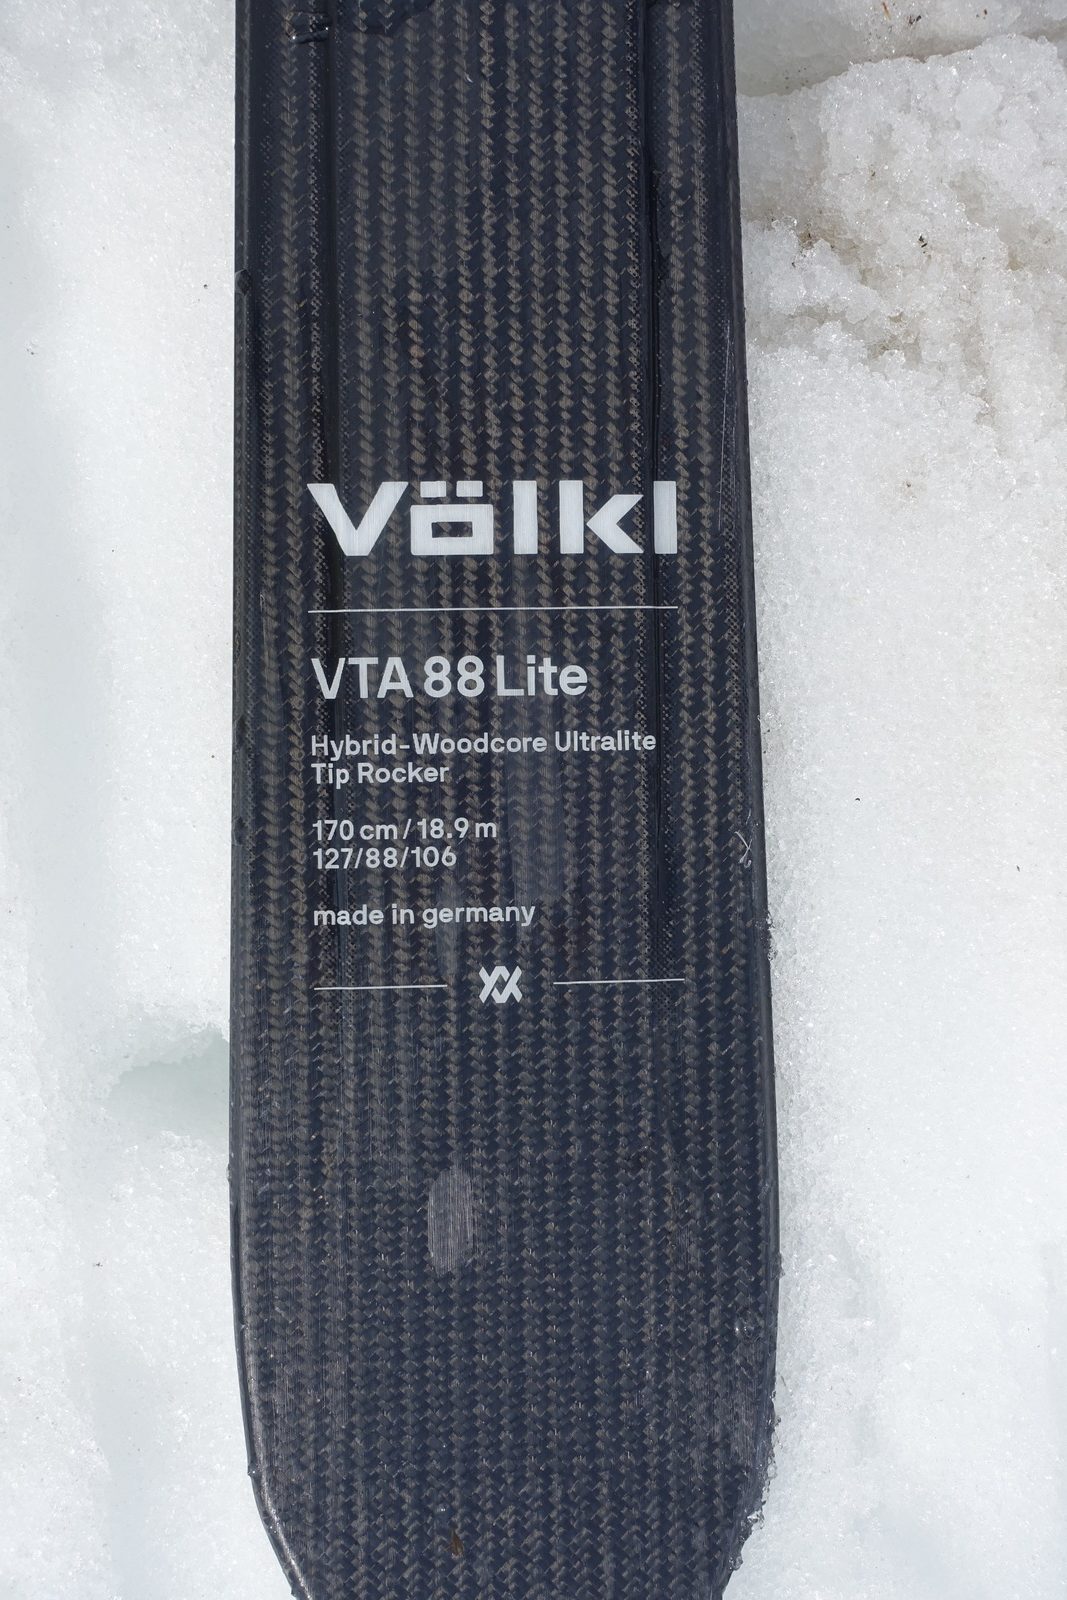 Völkl
VTA 88 Lite
Hybrid-Woodcore Ultralite
Tip Rocker
170 cm / 18.9 m
127/88/106
made in germany